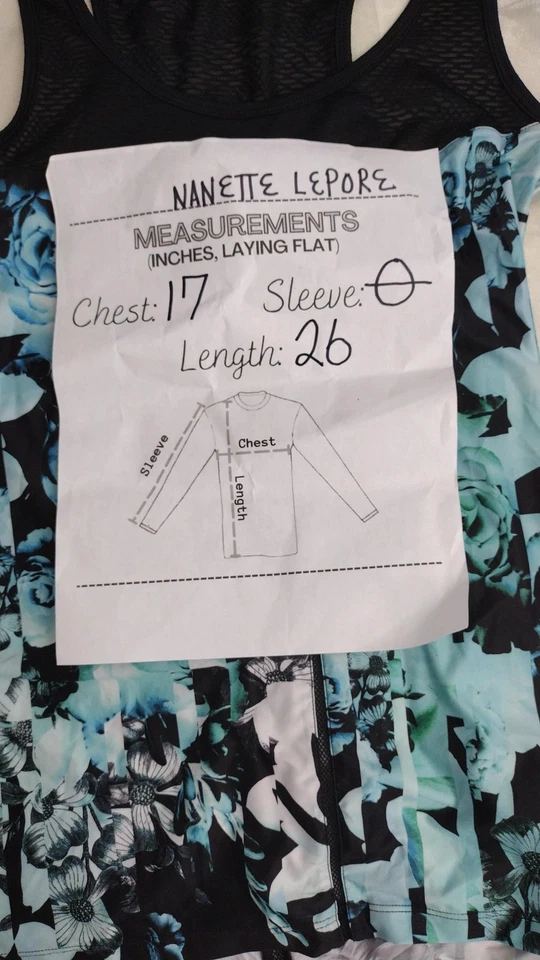 NANETTE LEPORE
MEASUREMENTS
(INCHES, LAYING FLAT)
Chest: 17 Sleeve: 0
Length: 26
Sleeve
Chest
Length